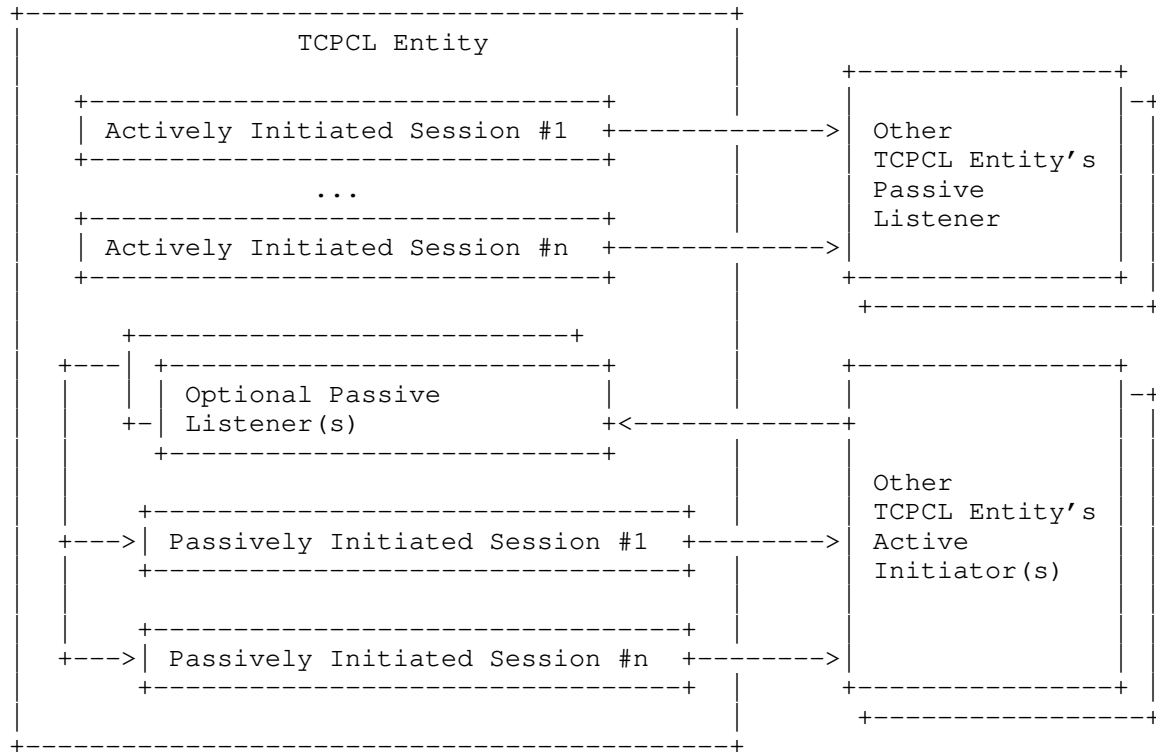 TCPCL Entity
Actively Initiated Session #1
Other
TCPCL Entity's
Passive
Listener
...
Actively Initiated Session #n
Optional Passive
Listener(s)
Other
TCPCL Entity's
Active
Initiator(s)
Passively Initiated Session #1
Passively Initiated Session #n